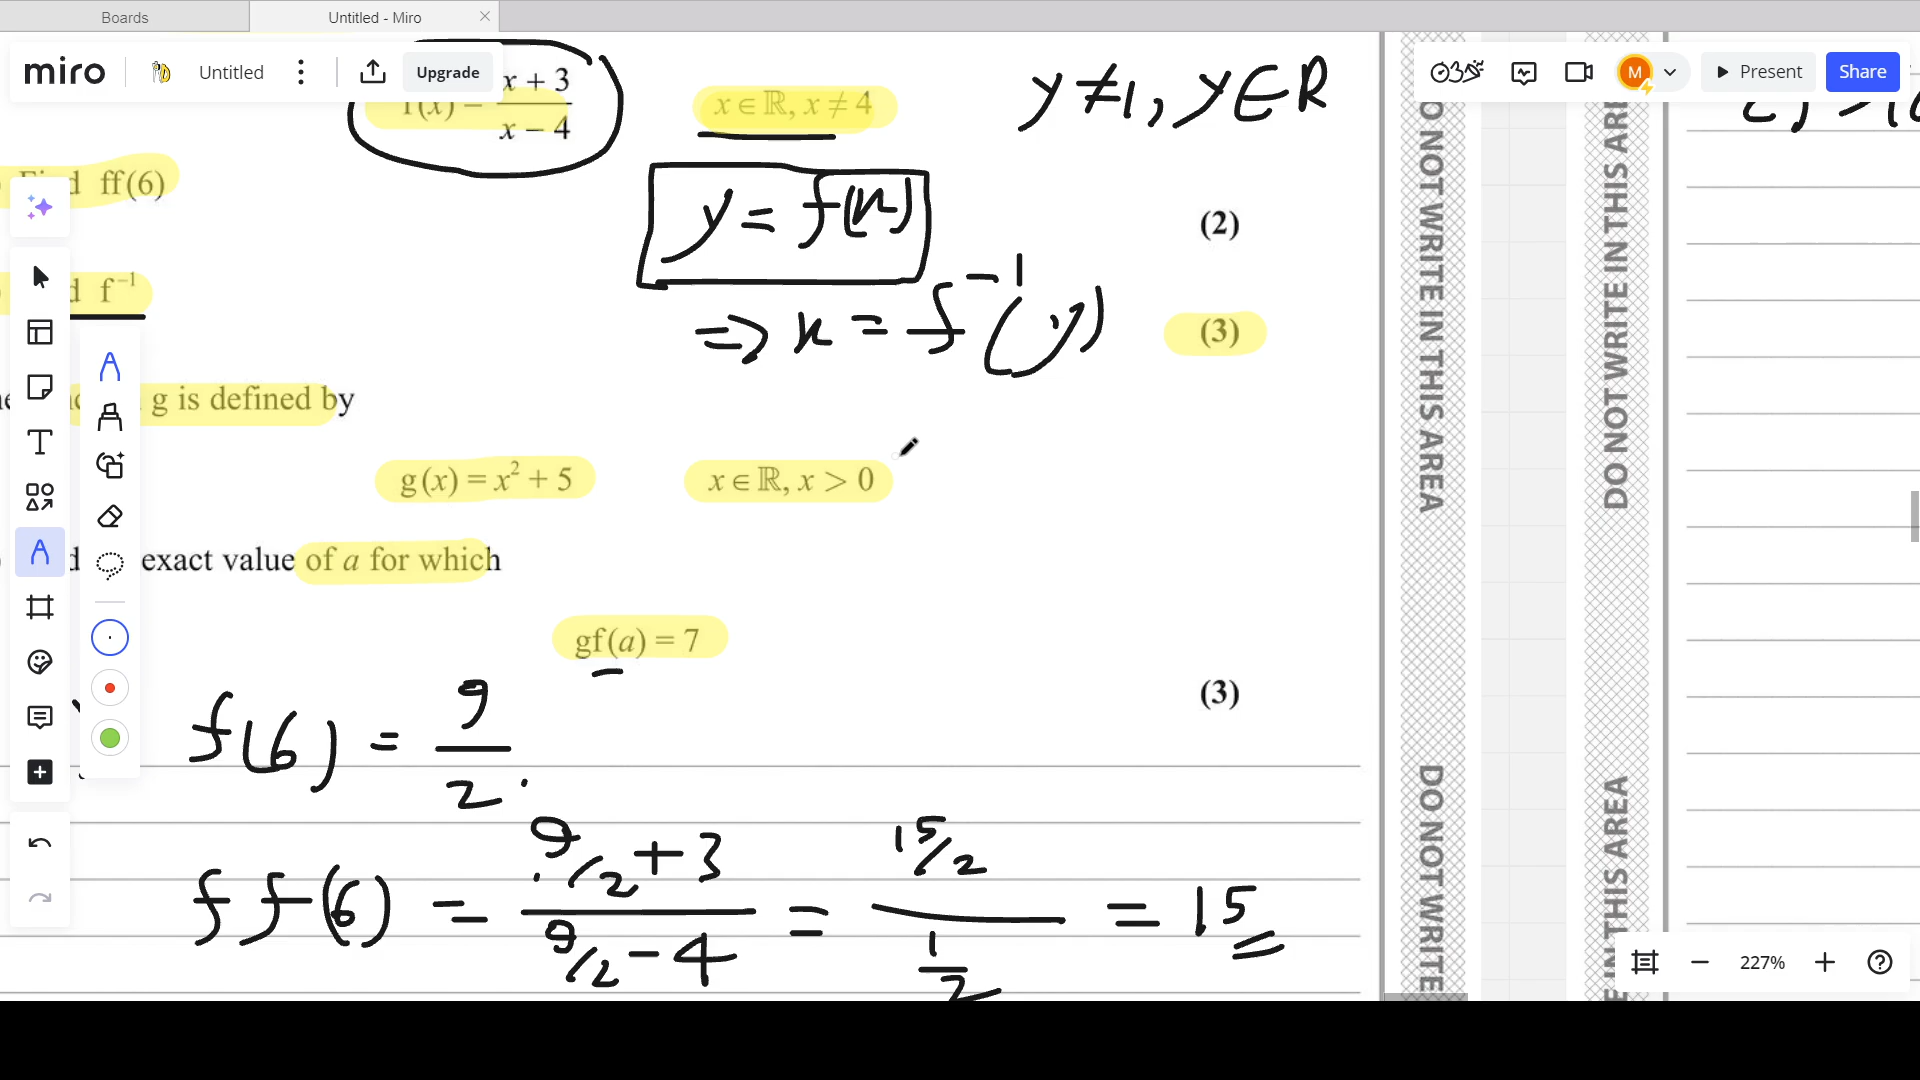 Boards
Untitled - Miro
miro
Untitled
Upgrade
Present
Share
M
x + 3
x − 4
x ∈ ℝ, x ≠ 4
y ≠ 1, y ∈ R
ff(6)
y = f(x)
(2)
f⁻¹
⇒ x = f⁻¹(y)
(3)
g is defined by
g(x) = x² + 5
x ∈ ℝ, x > 0
exact value of a for which
gf(a) = 7
(3)
f(6) = 9/2
ff(6) = (9/2 + 3)/(9/2 − 4) = (15/2)/(1/2) = 15
O NOT WRITE IN THIS AREA
DO NOT WRITE IN THIS AREA
DO NOT WRITE
IN THIS AREA
227%